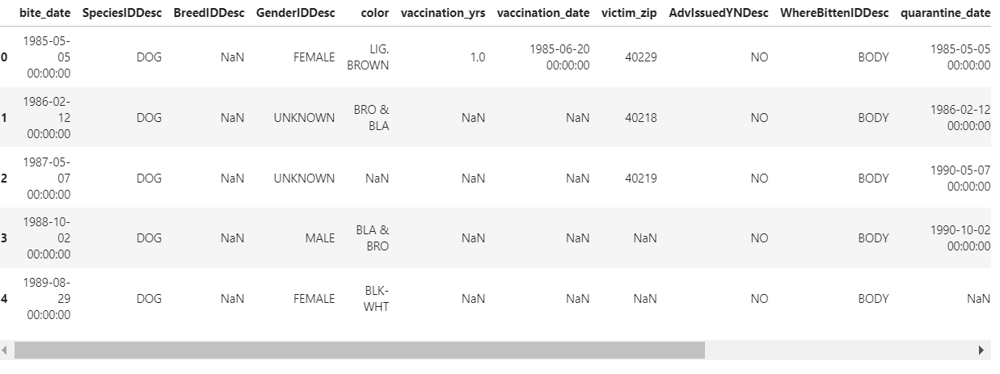 bite_date SpeciesIDDesc BreedIDDesc GenderIDDesc color vaccination_yrs vaccination_date victim_zip AdvIssuedYNDesc WhereBittenIDDesc quarantine_date
0 1985-05-05 00:00:00 DOG NaN FEMALE LIG. BROWN 1.0 1985-06-20 00:00:00 40229 NO BODY 1985-05-05 00:00:00
1 1986-02-12 00:00:00 DOG NaN UNKNOWN BRO & BLA NaN NaN 40218 NO BODY 1986-02-12 00:00:00
2 1987-05-07 00:00:00 DOG NaN UNKNOWN NaN NaN NaN 40219 NO BODY 1990-05-07 00:00:00
3 1988-10-02 00:00:00 DOG NaN MALE BLA & BRO NaN NaN NaN NO BODY 1990-10-02 00:00:00
4 1989-08-29 00:00:00 DOG NaN FEMALE BLK-WHT NaN NaN NaN NO BODY NaN